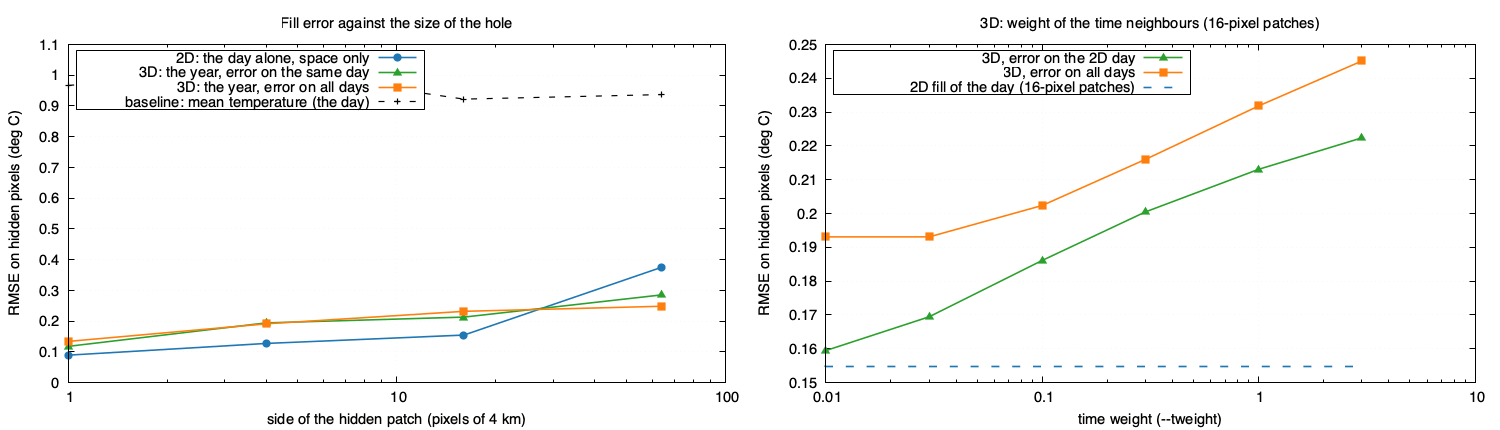 Fill error against the size of the hole
2D: the day alone, space only
3D: the year, error on the same day
3D: the year, error on all days
baseline: mean temperature (the day)
RMSE on hidden pixels (deg C)
1.1
1
0.9
0.8
0.7
0.6
0.5
0.4
0.3
0.2
0.1
0
1
10
100
side of the hidden patch (pixels of 4 km)
3D: weight of the time neighbours (16-pixel patches)
3D, error on the 2D day
3D, error on all days
2D fill of the day (16-pixel patches)
RMSE on hidden pixels (deg C)
0.25
0.24
0.23
0.22
0.21
0.2
0.19
0.18
0.17
0.16
0.15
0.01
0.1
1
10
time weight (--tweight)